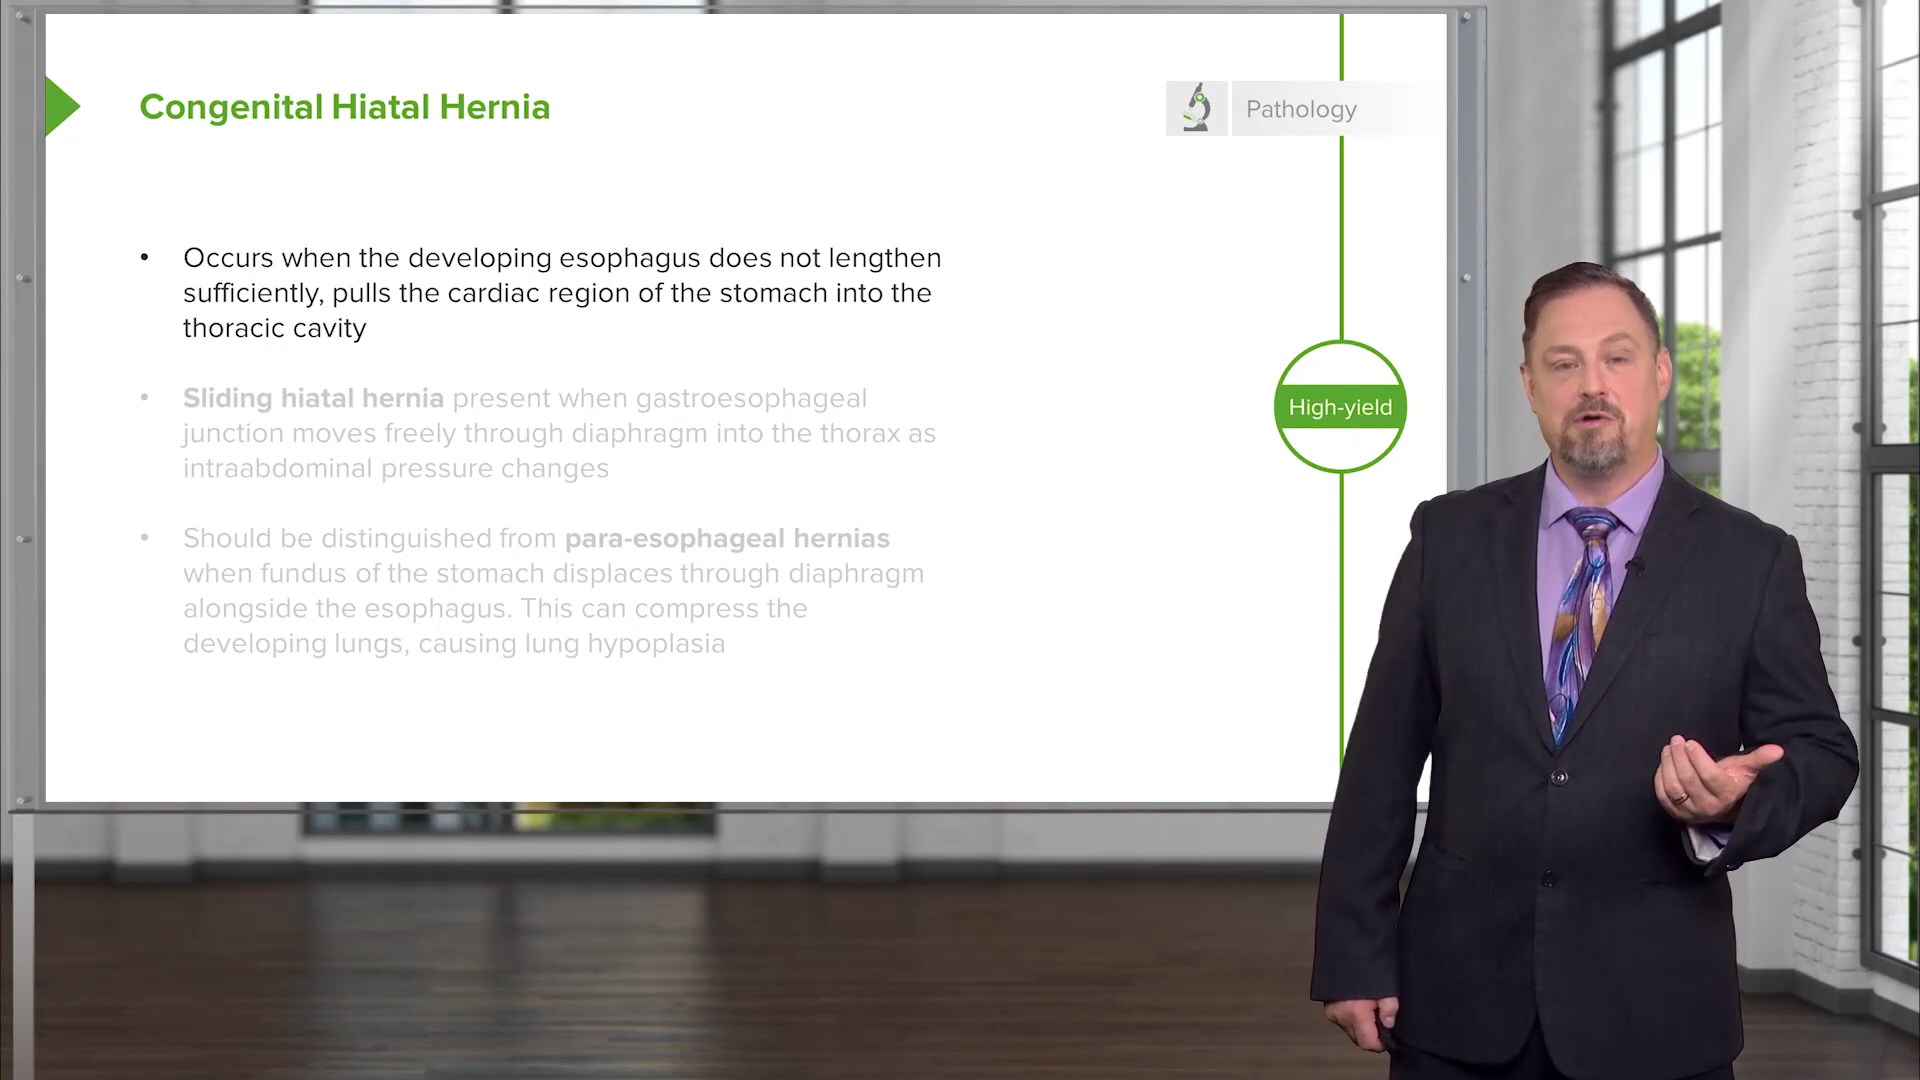 Congenital Hiatal Hernia
Pathology
• Occurs when the developing esophagus does not lengthen
sufficiently, pulls the cardiac region of the stomach into the
thoracic cavity
• Sliding hiatal hernia present when gastroesophageal
junction moves freely through diaphragm into the thorax as
intraabdominal pressure changes
• Should be distinguished from para-esophageal hernias
when fundus of the stomach displaces through diaphragm
alongside the esophagus. This can compress the
developing lungs, causing lung hypoplasia
High-yield